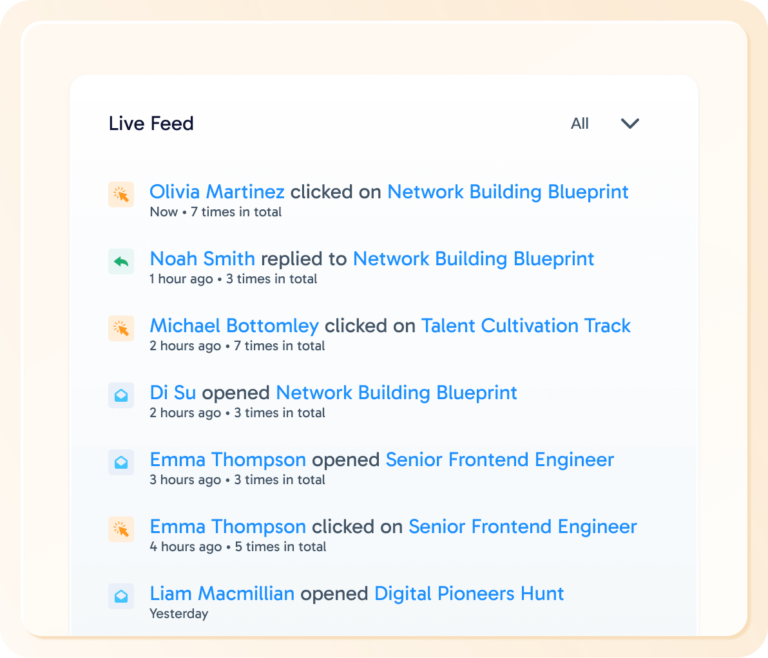 Live Feed
All
Olivia Martinez clicked on Network Building Blueprint
Now • 7 times in total
Noah Smith replied to Network Building Blueprint
1 hour ago • 3 times in total
Michael Bottomley clicked on Talent Cultivation Track
2 hours ago • 7 times in total
Di Su opened Network Building Blueprint
2 hours ago • 3 times in total
Emma Thompson opened Senior Frontend Engineer
3 hours ago • 3 times in total
Emma Thompson clicked on Senior Frontend Engineer
4 hours ago • 5 times in total
Liam Macmillian opened Digital Pioneers Hunt
Yesterday